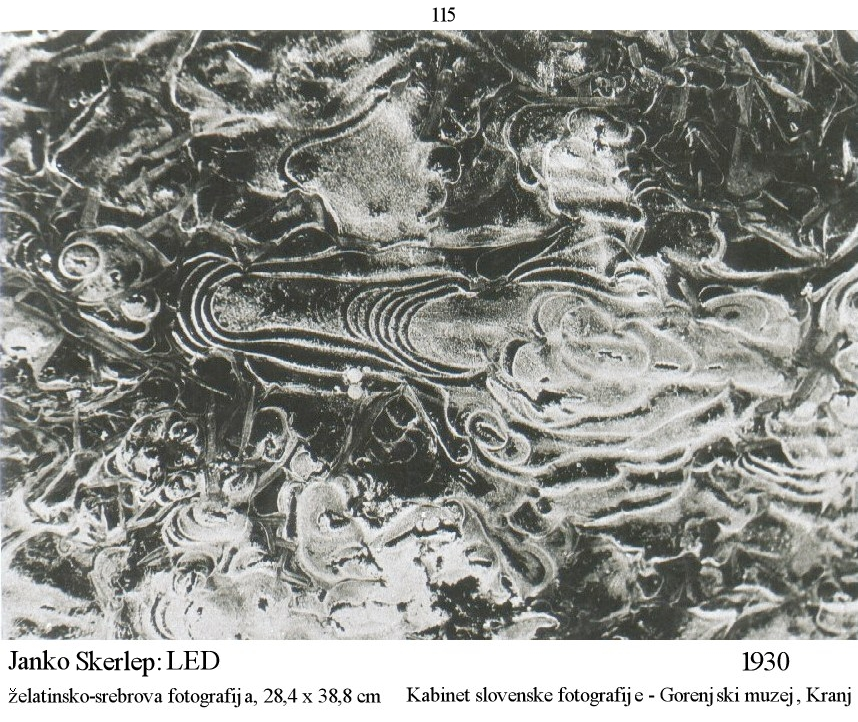 115
Janko Skerlep: LED 1930
želatinsko-srebrova fotografija, 28,4 x 38,8 cm Kabinet slovenske fotografije - Gorenjski muzej, Kranj